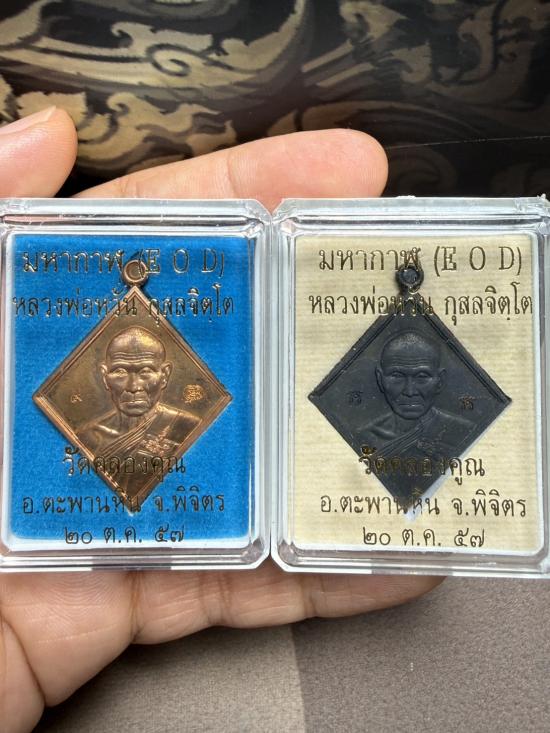 มหากาฬ (E O D)
หลวงพ่อหวั่น กุสลจิตฺโต
๙
วัดคลองคูณ
อ.ตะพานหิน จ.พิจิตร
๒๐ ต.ค. ๕๗
มหากาฬ (E O D)
หลวงพ่อหวั่น กุสลจิตฺโต
วัดคลองคูณ
อ.ตะพานหิน จ.พิจิตร
๒๐ ต.ค. ๕๗